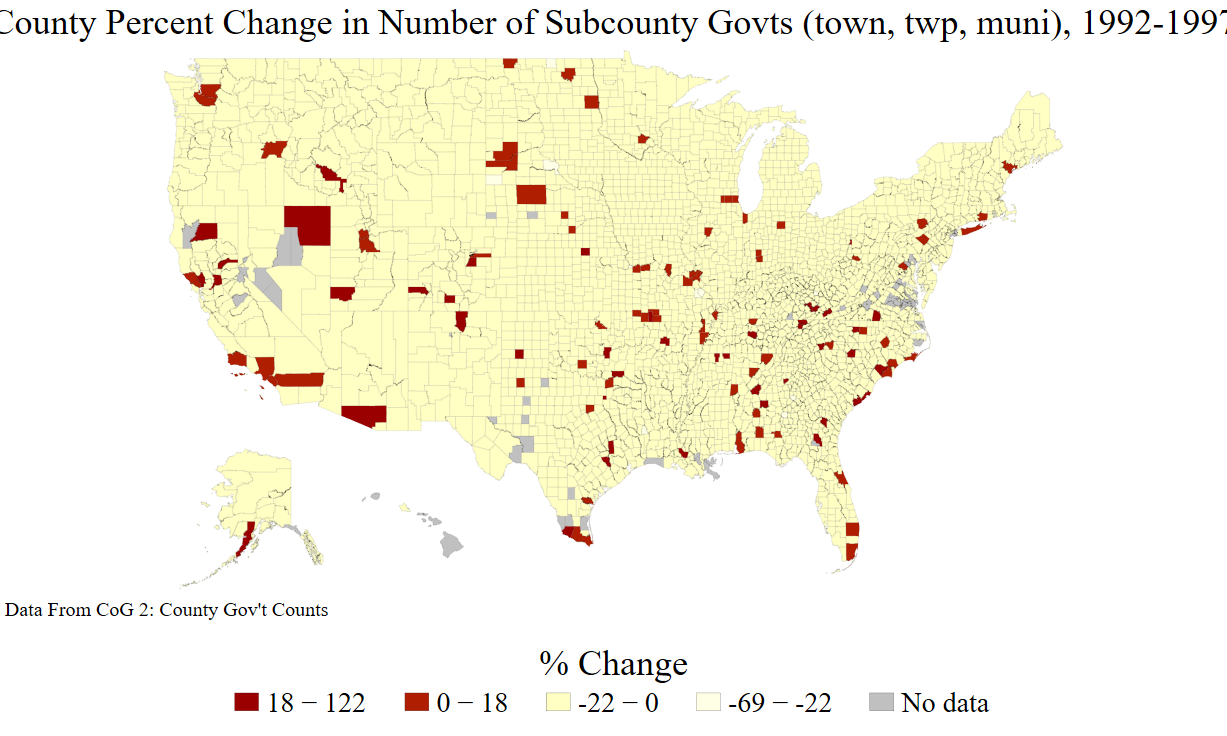 County Percent Change in Number of Subcounty Govts (town, twp, muni), 1992-1997
Data From CoG 2: County Gov't Counts
% Change
18 − 122 0 − 18 -22 − 0 -69 − -22 No data